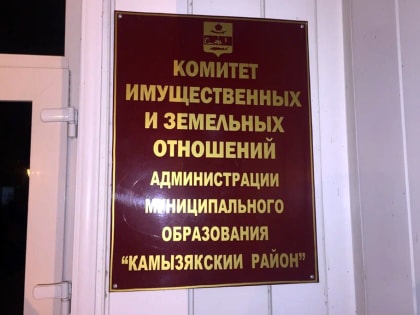 КОМИТЕТ
ИМУЩЕСТВЕННЫХ
И ЗЕМЕЛЬНЫХ
ОТНОШЕНИЙ
АДМИНИСТРАЦИИ
МУНИЦИПАЛЬНОГО
ОБРАЗОВАНИЯ
"КАМЫЗЯКСКИЙ РАЙОН"